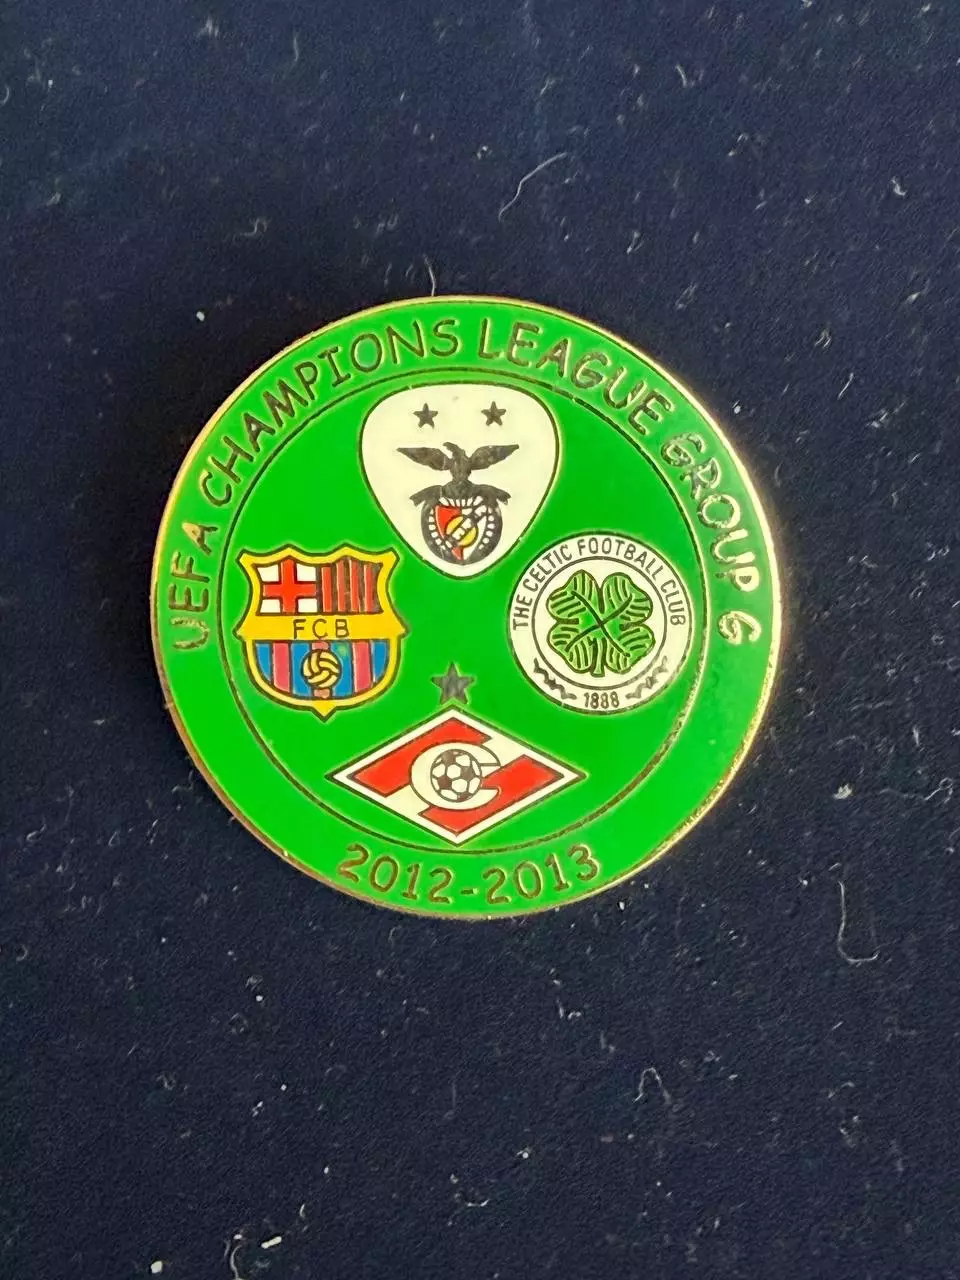 UEFA CHAMPIONS LEAGUE GROUP G
FCB
THE CELTIC FOOTBALL CLUB
1888
2012-2013